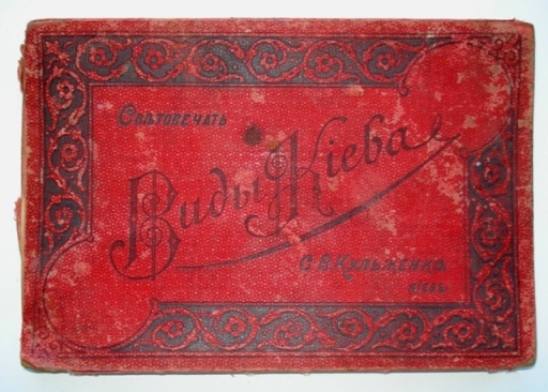 Свѣтопечать
Виды Кіева
С.В. Кульженко
Кіевъ